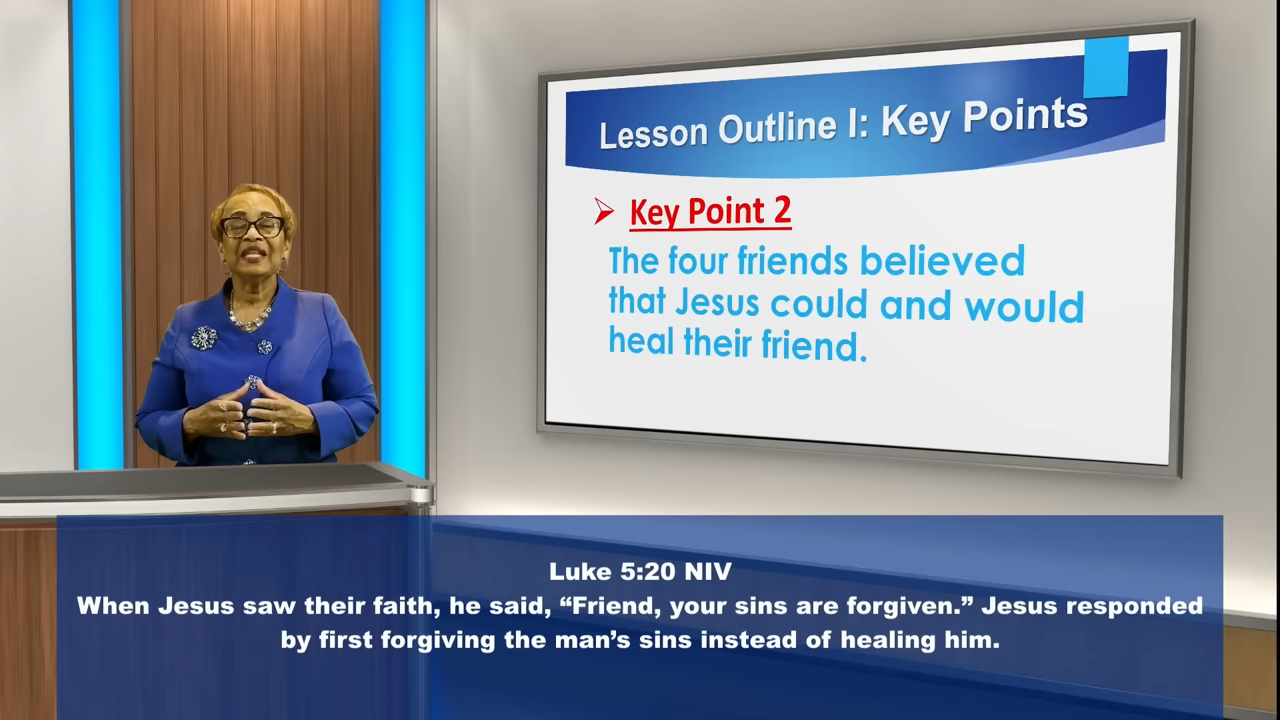 Lesson Outline I: Key Points
Key Point 2
The four friends believed
that Jesus could and would
heal their friend.
Luke 5:20 NIV
When Jesus saw their faith, he said, “Friend, your sins are forgiven.” Jesus responded
by first forgiving the man’s sins instead of healing him.